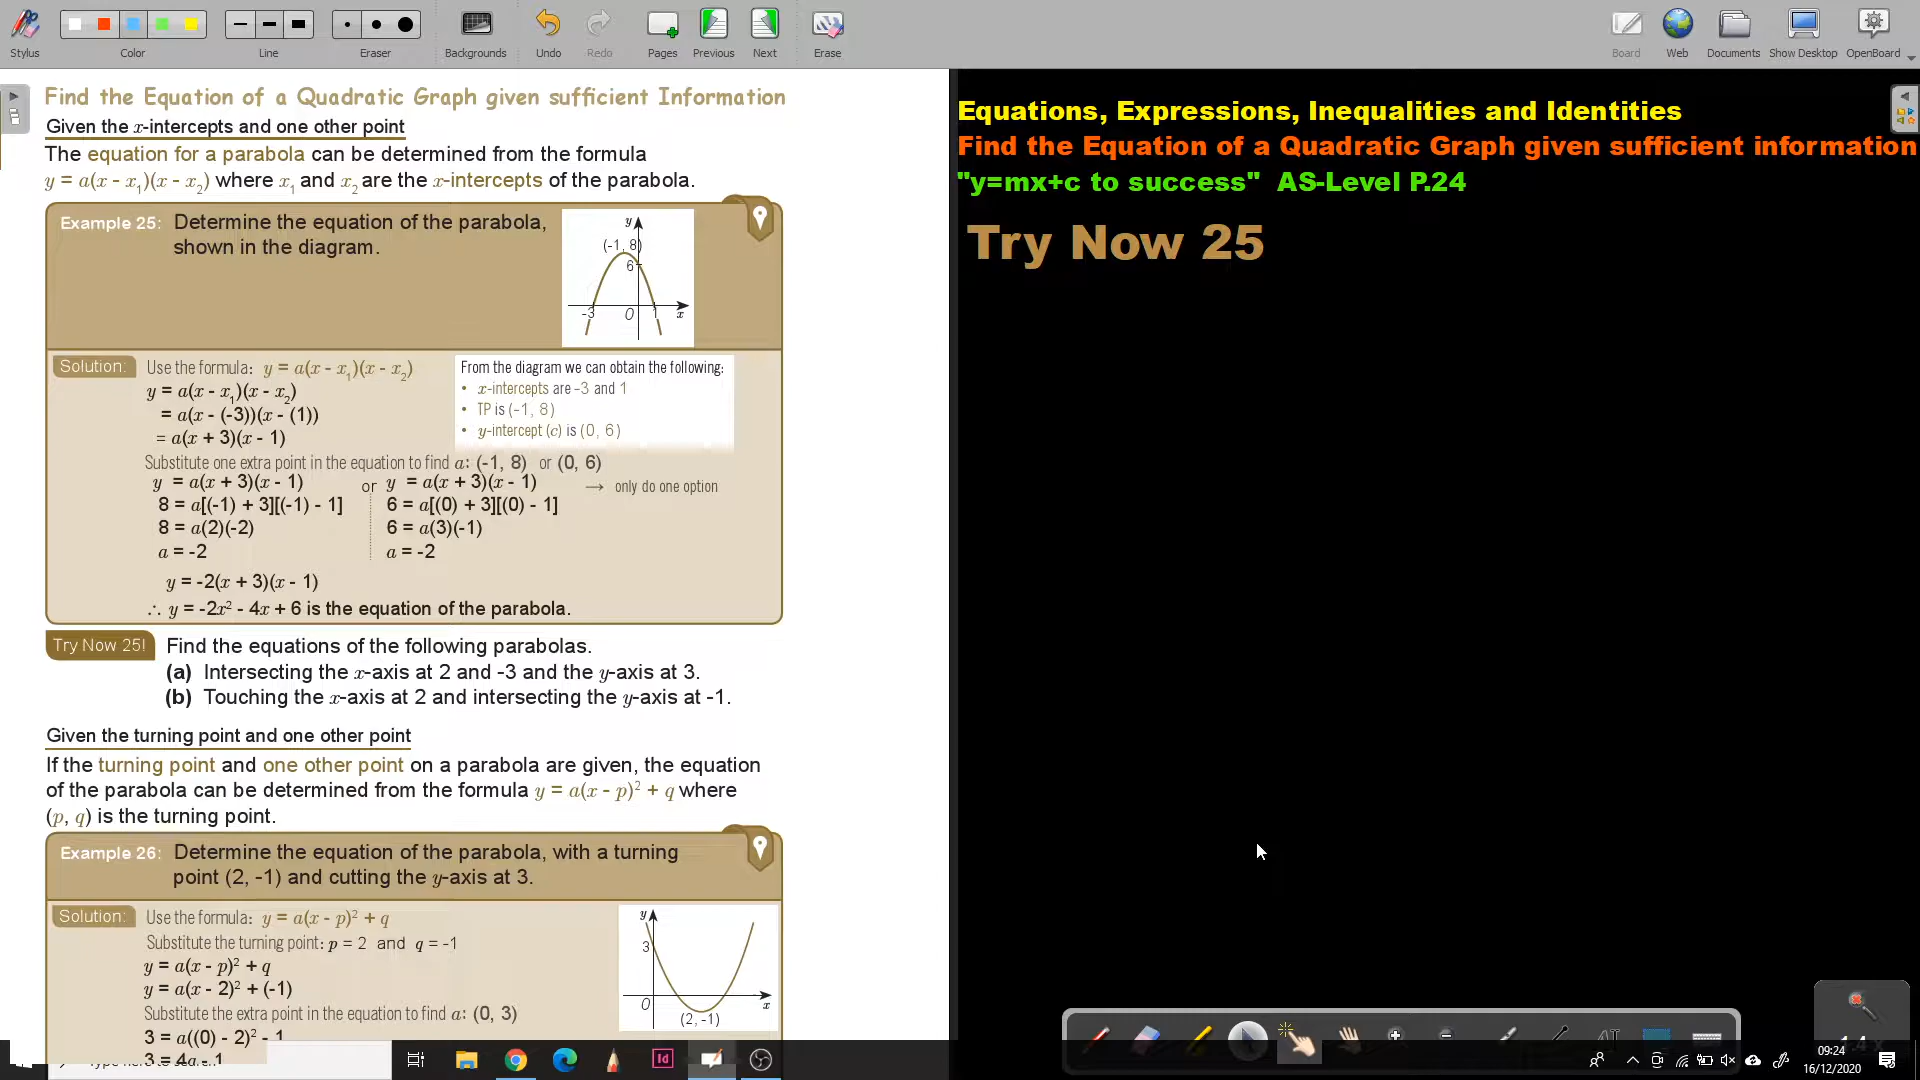 Stylus Color Line Eraser Backgrounds Undo Redo Pages Previous Next Erase Board Web Documents Show Desktop OpenBoard
Find the Equation of a Quadratic Graph given sufficient Information
Given the x-intercepts and one other point
The equation for a parabola can be determined from the formula
y = a(x - x₁)(x - x₂) where x₁ and x₂ are the x-intercepts of the parabola.
Example 25: Determine the equation of the parabola,
shown in the diagram.
y
(-1, 8)
6
-3 O 1 x
Solution: Use the formula: y = a(x - x₁)(x - x₂)
y = a(x - x₁)(x - x₂)
= a(x - (-3))(x - (1))
= a(x + 3)(x - 1)
From the diagram we can obtain the following:
• x-intercepts are -3 and 1
• TP is (-1, 8)
• y-intercept (c) is (0, 6)
Substitute one extra point in the equation to find a: (-1, 8) or (0, 6)
y = a(x + 3)(x - 1) or y = a(x + 3)(x - 1) → only do one option
8 = a[(-1) + 3][(-1) - 1] 6 = a[(0) + 3][(0) - 1]
8 = a(2)(-2) 6 = a(3)(-1)
a = -2 a = -2
y = -2(x + 3)(x - 1)
∴ y = -2x² - 4x + 6 is the equation of the parabola.
Try Now 25! Find the equations of the following parabolas.
(a) Intersecting the x-axis at 2 and -3 and the y-axis at 3.
(b) Touching the x-axis at 2 and intersecting the y-axis at -1.
Given the turning point and one other point
If the turning point and one other point on a parabola are given, the equation
of the parabola can be determined from the formula y = a(x - p)² + q where
(p, q) is the turning point.
Example 26: Determine the equation of the parabola, with a turning
point (2, -1) and cutting the y-axis at 3.
Solution: Use the formula: y = a(x - p)² + q
Substitute the turning point: p = 2 and q = -1
y = a(x - p)² + q
y = a(x - 2)² + (-1)
Substitute the extra point in the equation to find a: (0, 3)
3 = a((0) - 2)² - 1
3 = 4a - 1
y
3
O x
(2, -1)
Equations, Expressions, Inequalities and Identities
Find the Equation of a Quadratic Graph given sufficient information
"y=mx+c to success" AS-Level P.24
Try Now 25
Id
09:24
16/12/2020